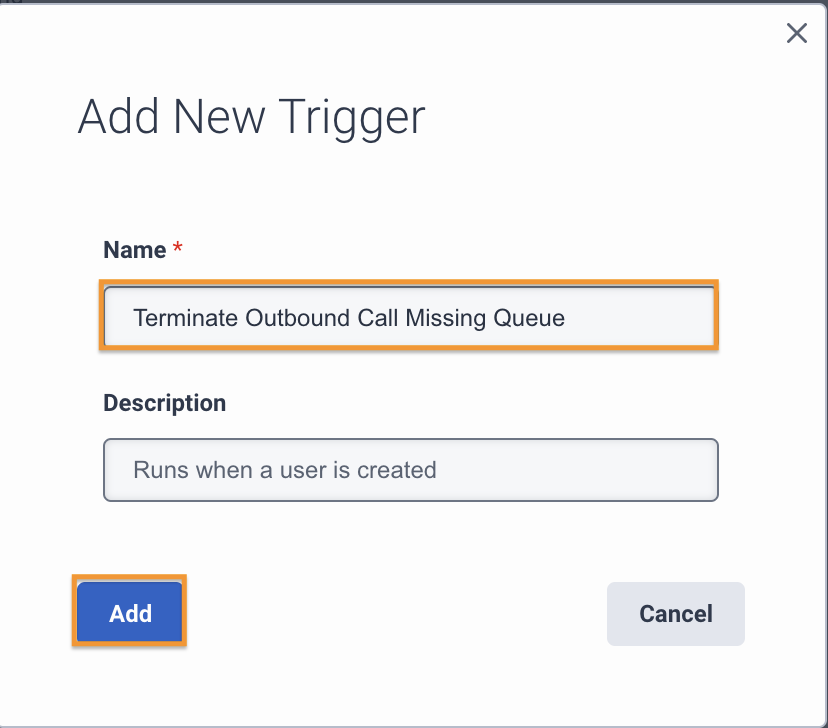 Add New Trigger
Name *
Terminate Outbound Call Missing Queue
Description
Runs when a user is created
Add
Cancel